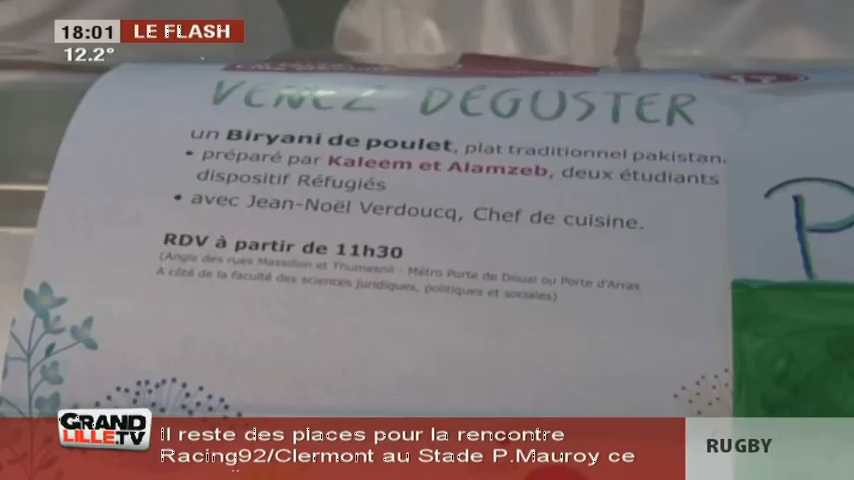 18:01 LE FLASH
12.2°
VENEZ DÉGUSTER
un Biryani de poulet, plat traditionnel pakistan
• préparé par Kaleem et Alamzeb, deux étudiants
dispositif Réfugiés
• avec Jean-Noël Verdoucq, Chef de cuisine.
RDV à partir de 11h30
(Angle des rues Massillon et Thumesnil - Métro Porte de Douai ou Porte d'Arras
A côté de la faculté des sciences juridiques, politiques et sociales)
P
GRAND
LILLE.TV
Il reste des places pour la rencontre
Racing92/Clermont au Stade P.Mauroy ce
RUGBY